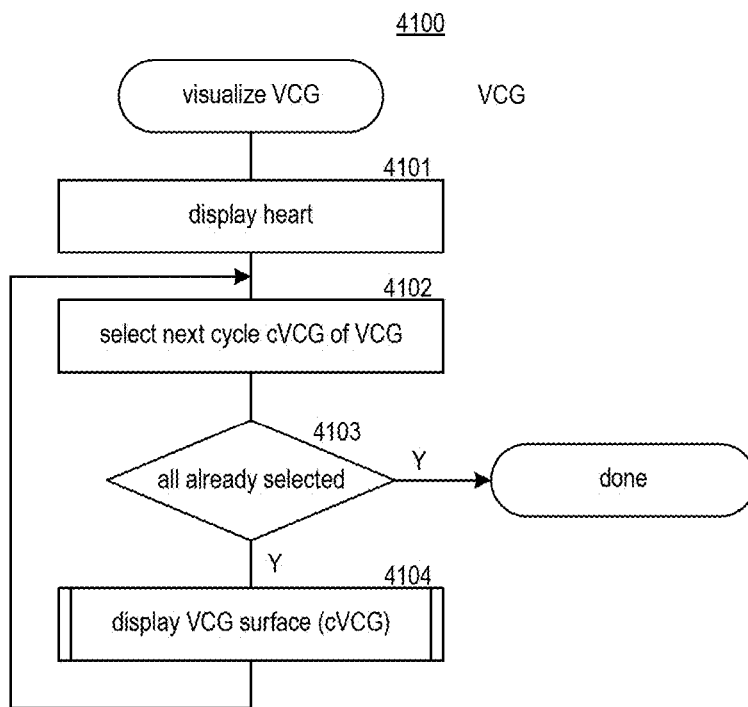 4100
visualize VCG
VCG
4101
display heart
4102
select next cycle cVCG of VCG
4103
all already selected
Y
done
Y
4104
display VCG surface (cVCG)